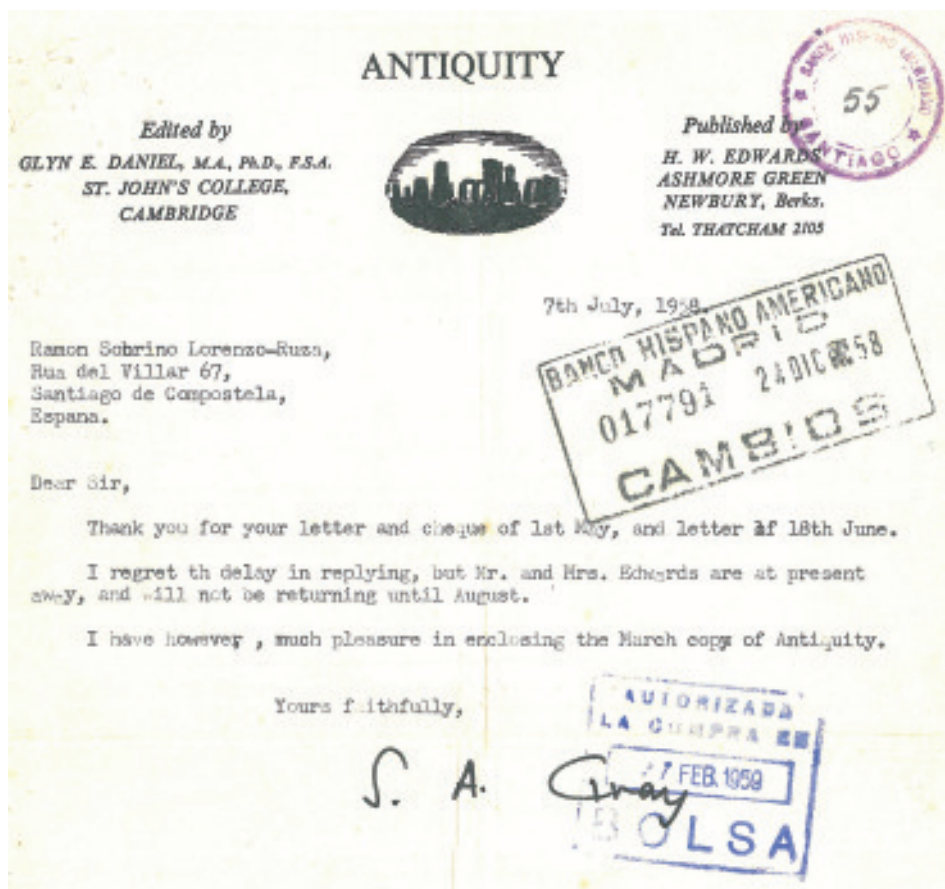 ANTIQUITY
Edited by
GLYN E. DANIEL, M.A., Ph.D., F.S.A.
ST. JOHN'S COLLEGE,
CAMBRIDGE
Published by
H. W. EDWARDS
ASHMORE GREEN
NEWBURY, Berks.
Tel. THATCHAM 2105
BANCO HISPANO AMERICANO
55
SANTIAGO
7th July, 1958.
BANCO HISPANO AMERICANO
MADRID
017791 24 DIC 58
CAMBIOS
Ramon Sobrino Lorenzo-Ruza,
Rua del Villar 67,
Santiago de Compostela,
Espana.
Dear Sir,
Thank you for your letter and cheque of 1st May, and letter of 18th June.
I regret th delay in replying, but Mr. and Mrs. Edwards are at present
away, and will not be returning until August.
I have however , much pleasure in enclosing the March copy of Antiquity.
Yours faithfully,
S. A. Gray
AUTORIZADA
LA COMPRA EN
FEB. 1959
BOLSA